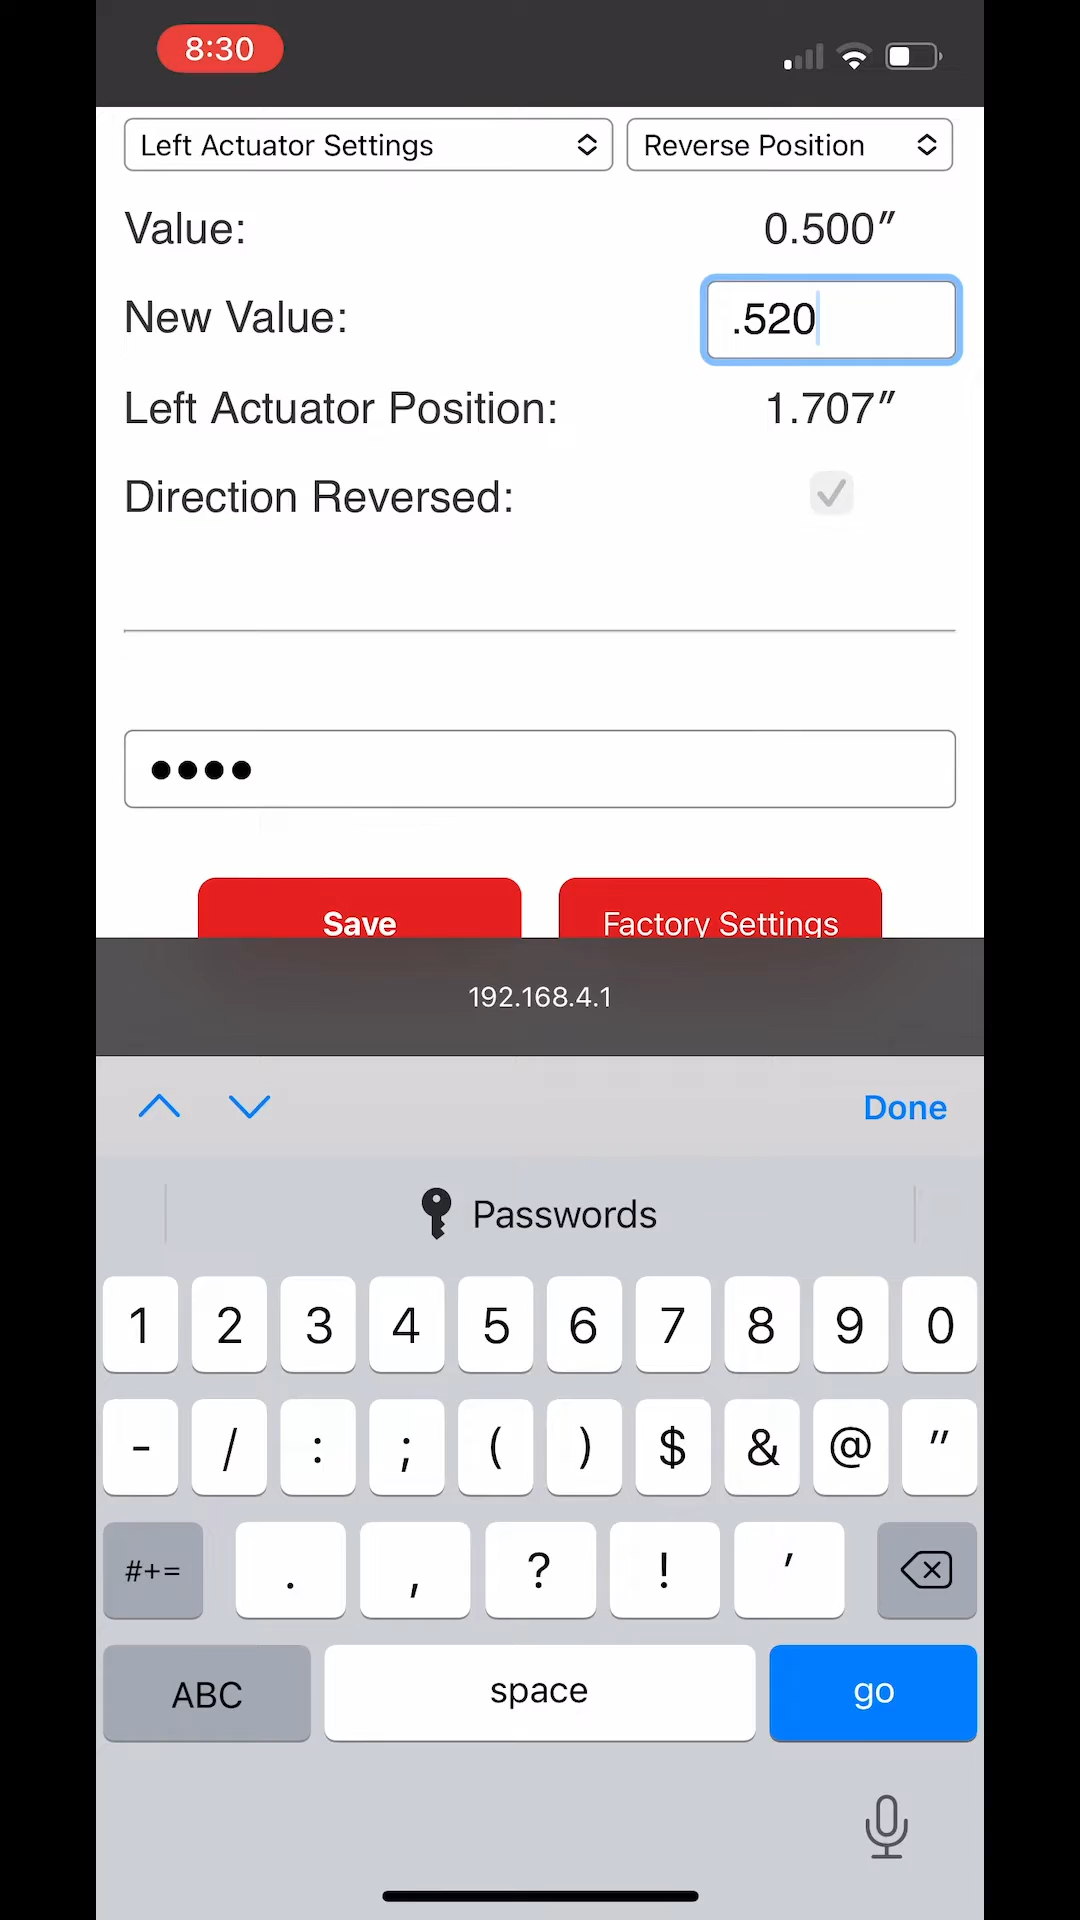 8:30
Left Actuator Settings Reverse Position
Value: 0.500″
New Value: .520
Left Actuator Position: 1.707″
Direction Reversed:
Save Factory Settings
192.168.4.1
Done
Passwords
1 2 3 4 5 6 7 8 9 0
- / : ; ( ) $ & @ "
#+= . , ? ! '
ABC space go